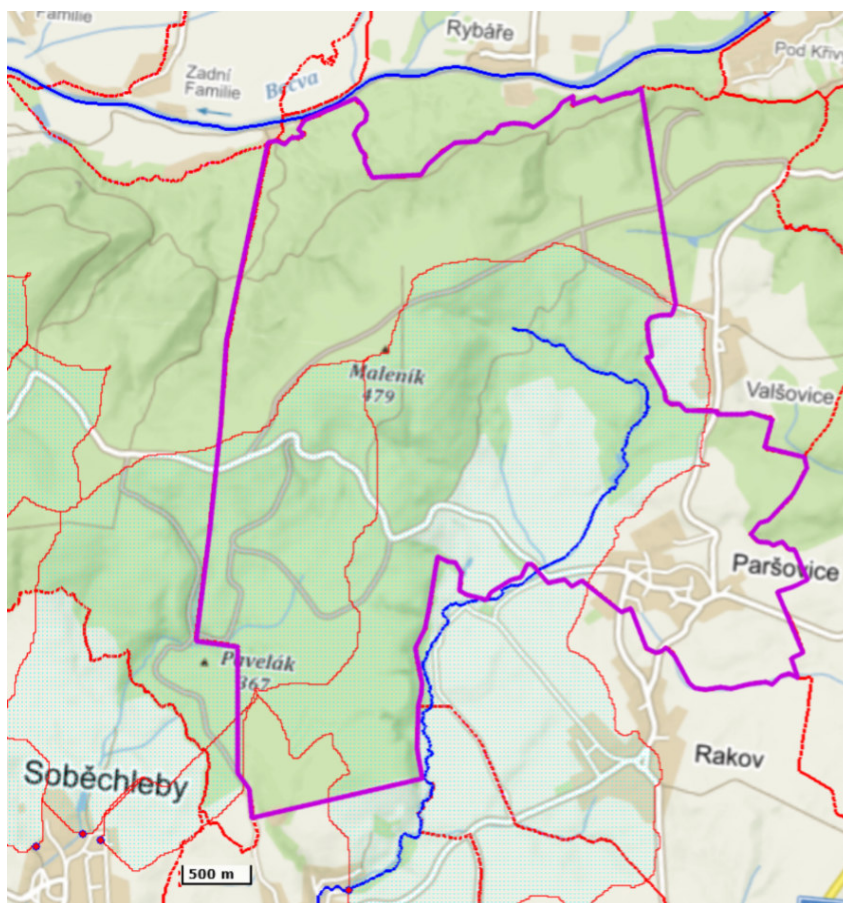 Familie
Rybáře
Pod Křivý
Zadní
Familie
Bečva
Maleník
479
Valšovice
Paršovice
Pavelák
367
Rakov
Soběchleby
500 m